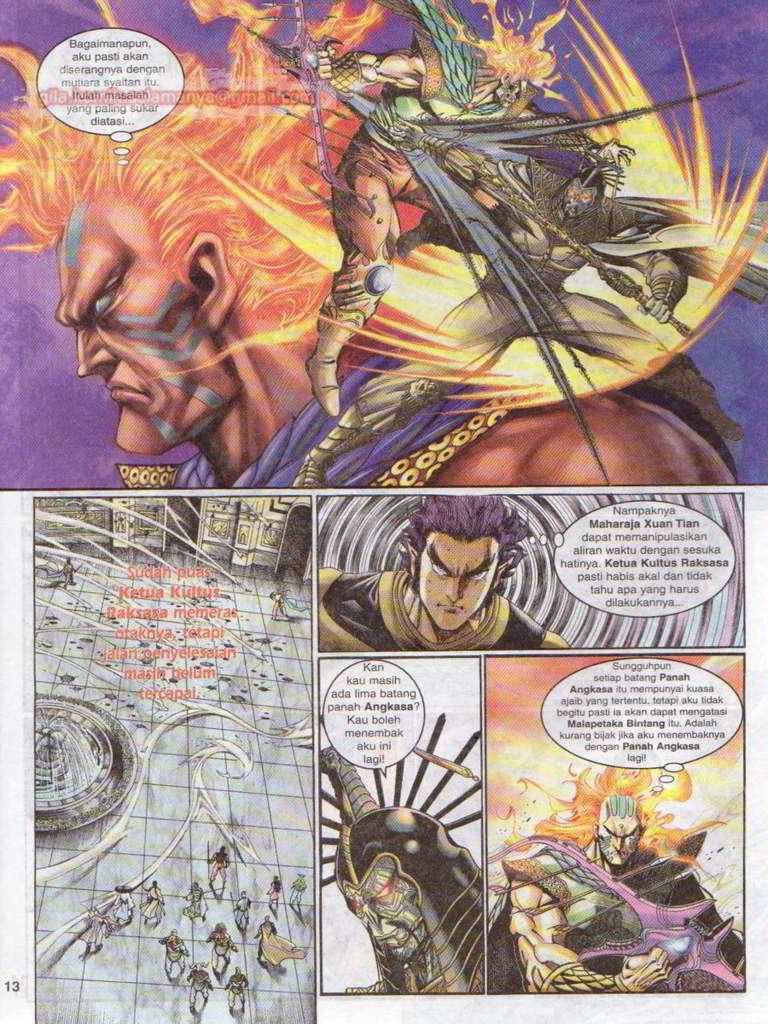 Bagaimanapun,
aku pasti akan
diserangnya dengan
mutiara syaitan itu.
Itulah masalah
yang paling sukar
diatasi...
Sudah puas
Ketua Kultus
Raksasa memeras
otaknya, tetapi
jalan penyelesaian
masih belum
tercapai.
Nampaknya
Maharaja Xuan Tian
dapat memanipulasikan
aliran waktu dengan sesuka
hatinya. Ketua Kultus Raksasa
pasti habis akal dan tidak
tahu apa yang harus
dilakukannya...
Kan
kau masih
ada lima batang
panah Angkasa?
Kau boleh
menembak
aku ini
lagi!
Sungguhpun
setiap batang Panah
Angkasa itu mempunyai kuasa
ajaib yang tertentu, tetapi aku tidak
begitu pasti ia akan dapat mengatasi
Malapetaka Bintang itu. Adalah
kurang bijak jika aku menembaknya
dengan Panah Angkasa
lagi!
13